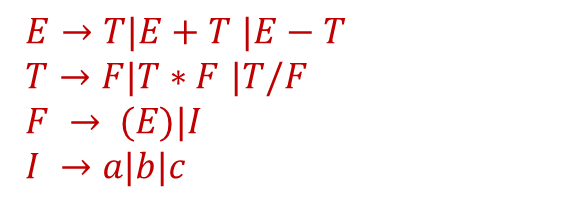 E → T|E + T |E − T
T → F|T ∗ F |T/F
F → (E)|I
I → a|b|c